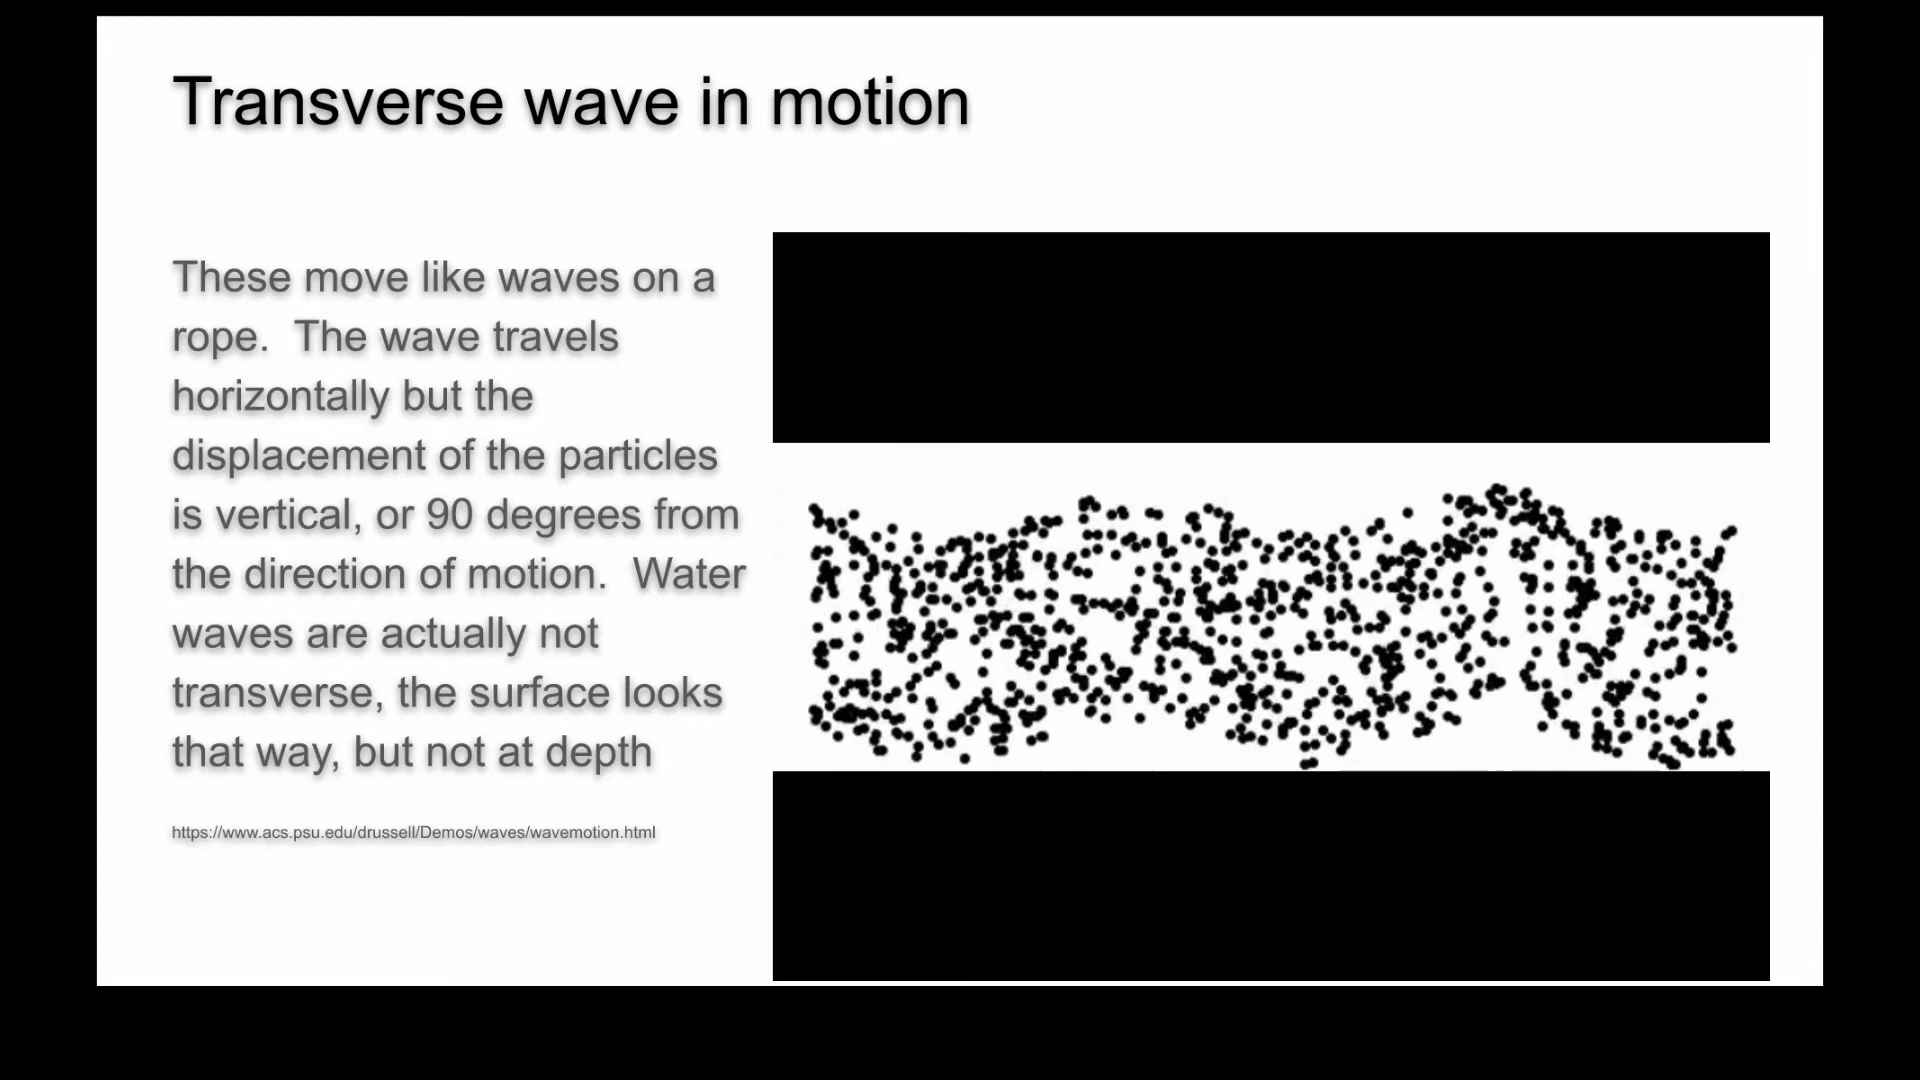 Transverse wave in motion
These move like waves on a
rope.  The wave travels
horizontally but the
displacement of the particles
is vertical, or 90 degrees from
the direction of motion.  Water
waves are actually not
transverse, the surface looks
that way, but not at depth
https://www.acs.psu.edu/drussell/Demos/waves/wavemotion.html